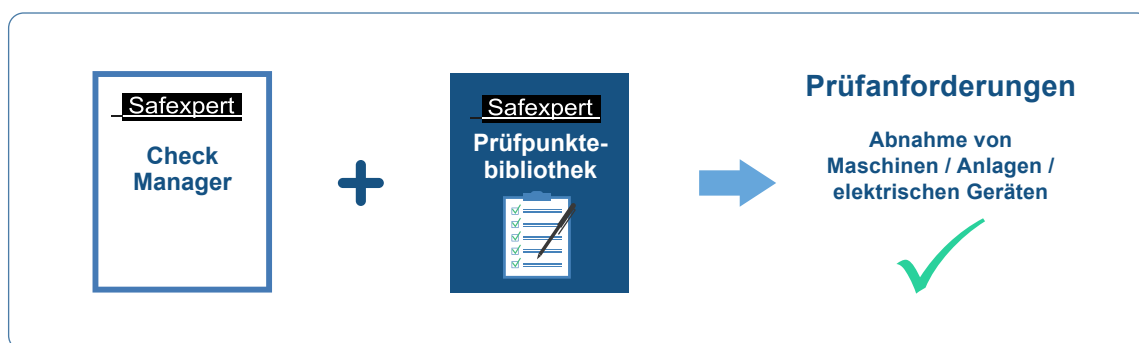 Safexpert
Check
Manager
Safexpert
Prüfpunkte-
bibliothek
Prüfanforderungen
Abnahme von
Maschinen / Anlagen /
elektrischen Geräten